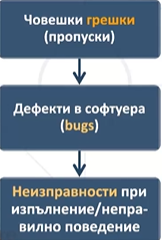 Човешки грешки
(пропуски)
Дефекти в софтуера
(bugs)
Неизправности при
изпълнение/непра-
вилно поведение